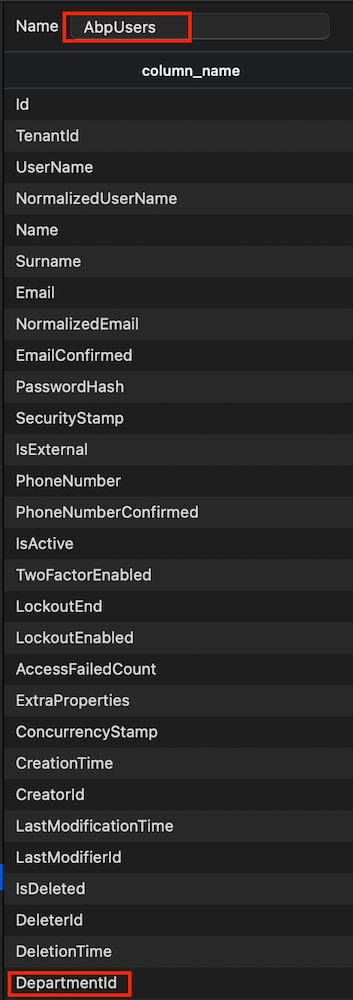 Name AbpUsers
column_name
Id
TenantId
UserName
NormalizedUserName
Name
Surname
Email
NormalizedEmail
EmailConfirmed
PasswordHash
SecurityStamp
IsExternal
PhoneNumber
PhoneNumberConfirmed
IsActive
TwoFactorEnabled
LockoutEnd
LockoutEnabled
AccessFailedCount
ExtraProperties
ConcurrencyStamp
CreationTime
CreatorId
LastModificationTime
LastModifierId
IsDeleted
DeleterId
DeletionTime
DepartmentId